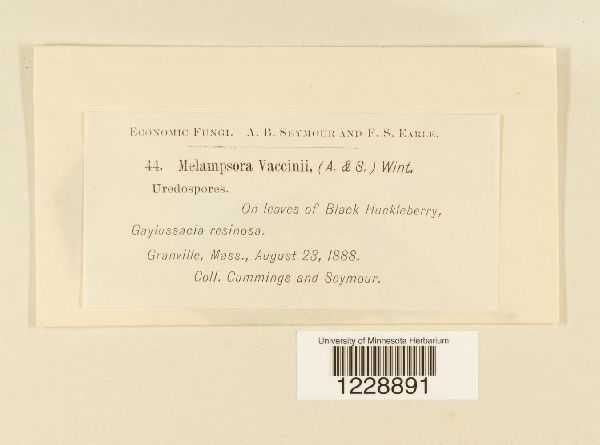 ECONOMIC FUNGI. A. B. SEYMOUR AND F. S. EARLE.
44. Melampsora Vaccinii, (A. & S.) Wint.
Uredospores.
On leaves of Black Huckleberry,
Gaylussacia resinosa.
Granville, Mass., August 23, 1888.
Coll. Cummings and Seymour.
University of Minnesota Herbarium
1228891